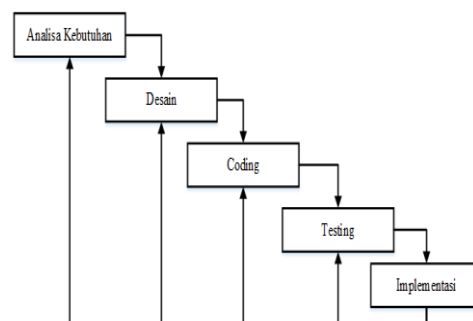 Analisa Kebutuhan
Desain
Coding
Testing
Implementasi